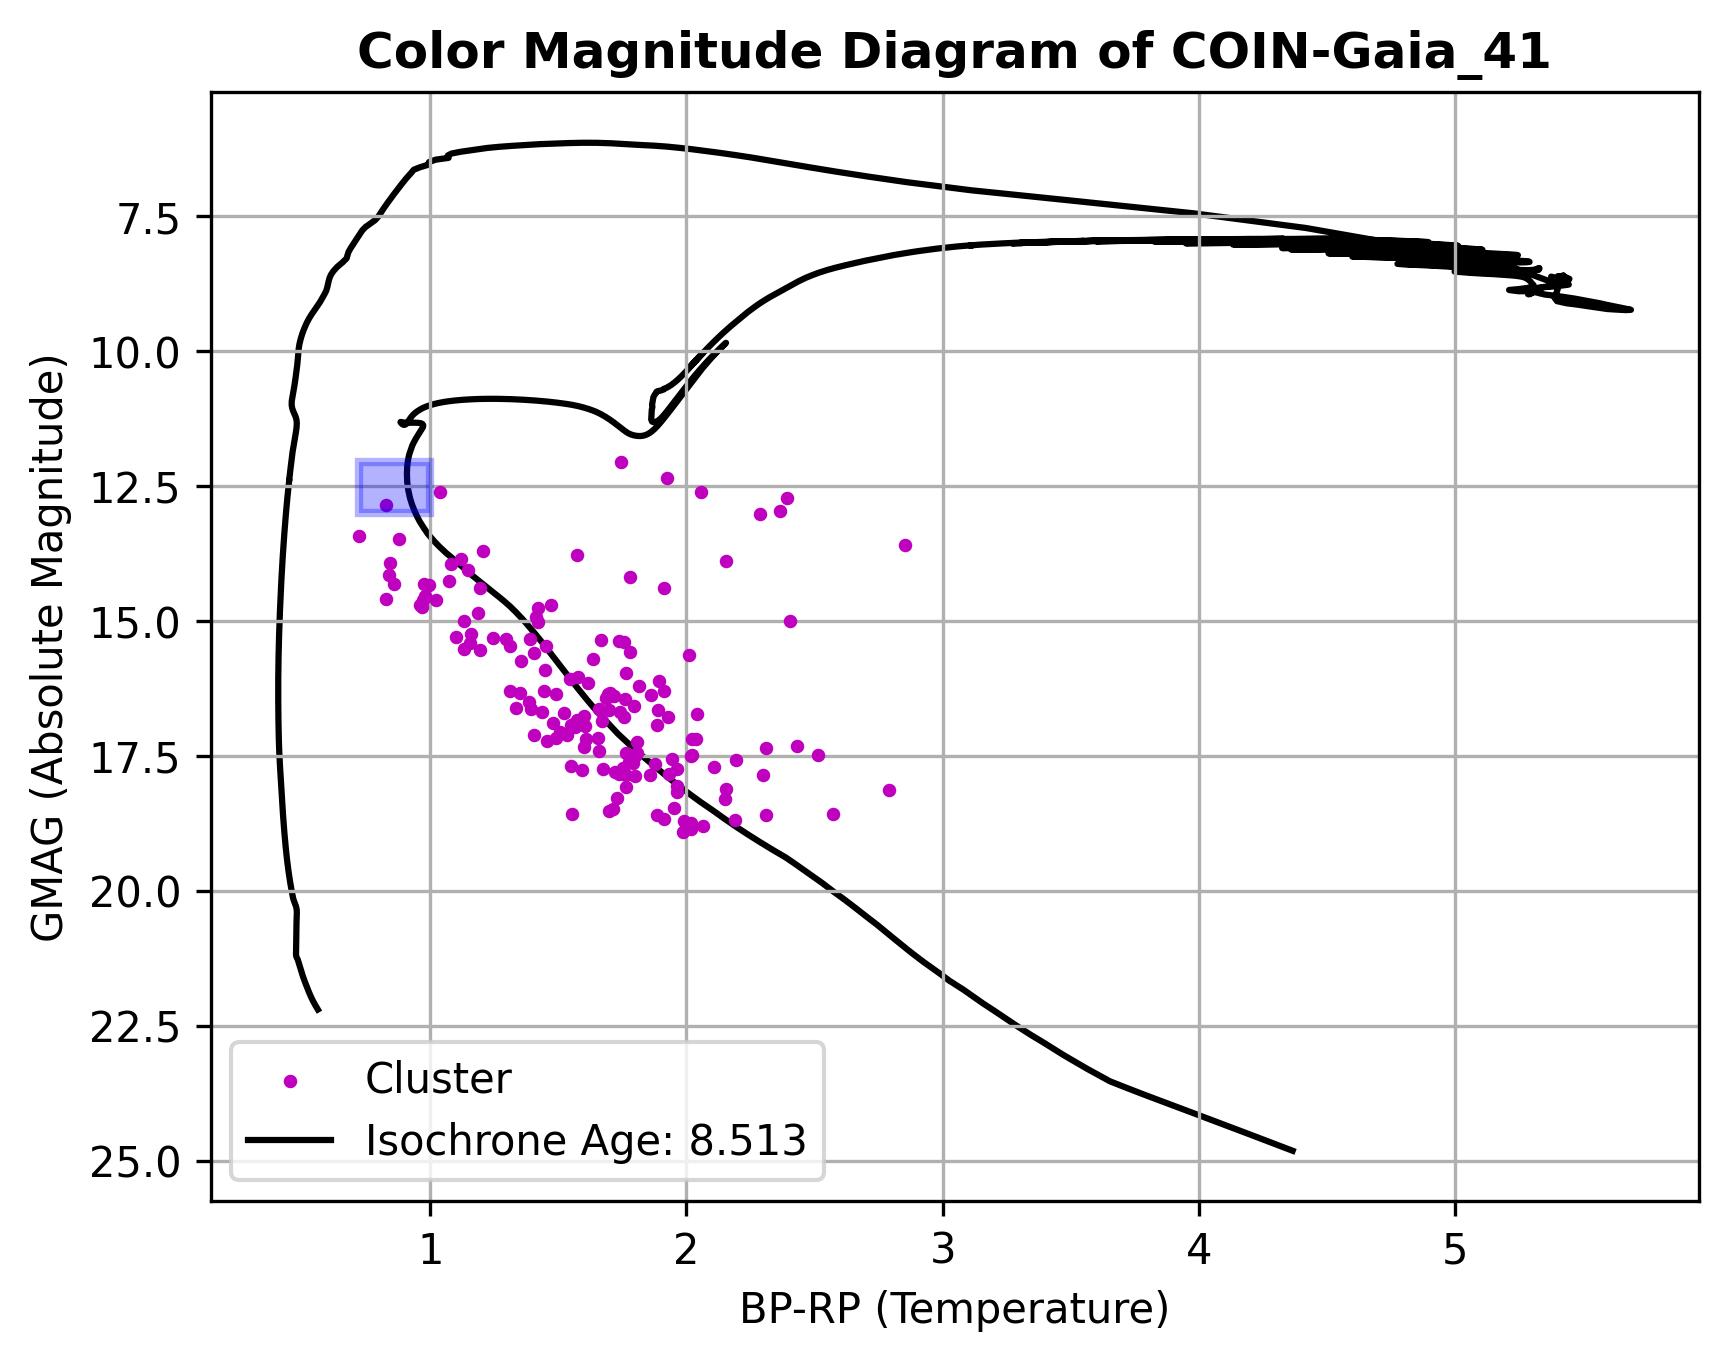 Color Magnitude Diagram of COIN-Gaia_41
GMAG (Absolute Magnitude)
7.5
10.0
12.5
15.0
17.5
20.0
22.5
25.0
Cluster
Isochrone Age: 8.513
1
2
3
4
5
BP-RP (Temperature)